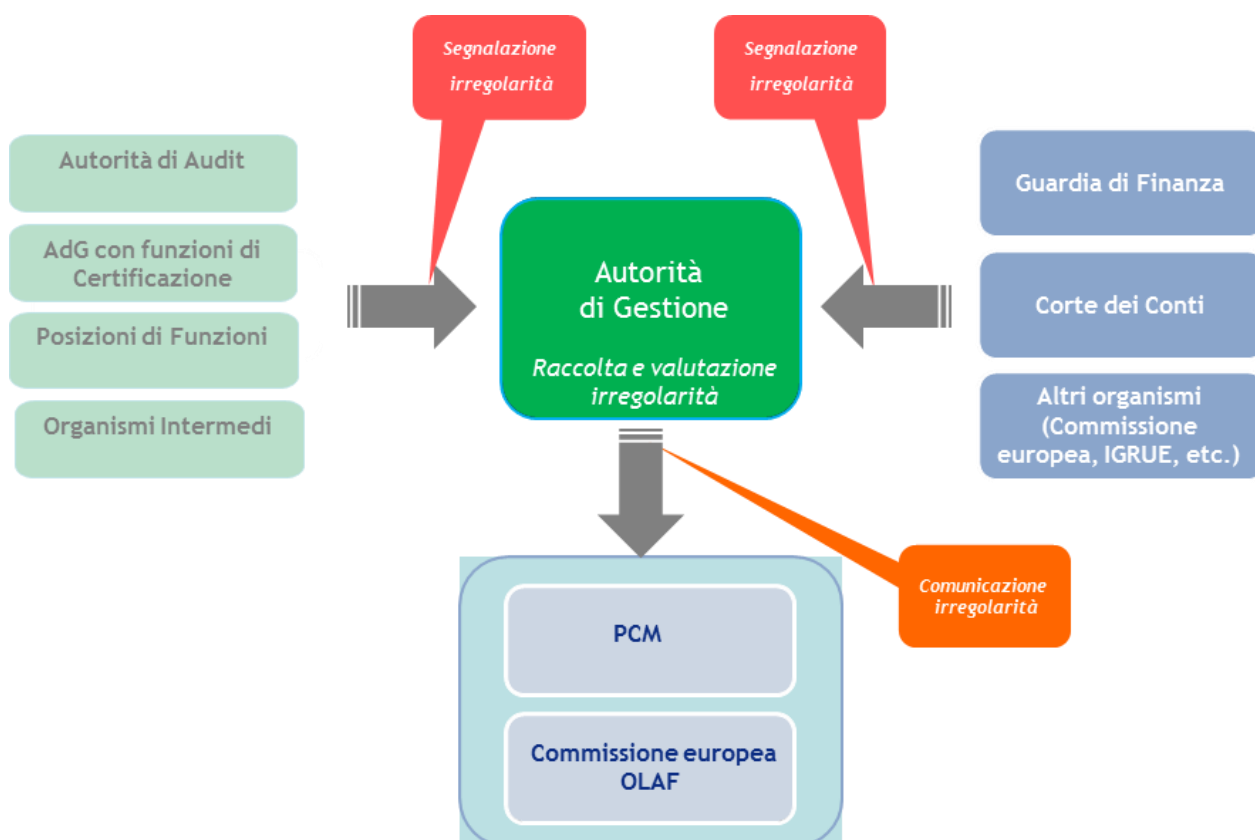 Segnalazione
irregolarità
Segnalazione
irregolarità
Autorità di Audit
AdG con funzioni di
Certificazione
Posizioni di Funzioni
Organismi Intermedi
Autorità
di Gestione
Raccolta e valutazione
irregolarità
Guardia di Finanza
Corte dei Conti
Altri organismi
(Commissione
europea, IGRUE, etc.)
Comunicazione
irregolarità
PCM
Commissione europea
OLAF